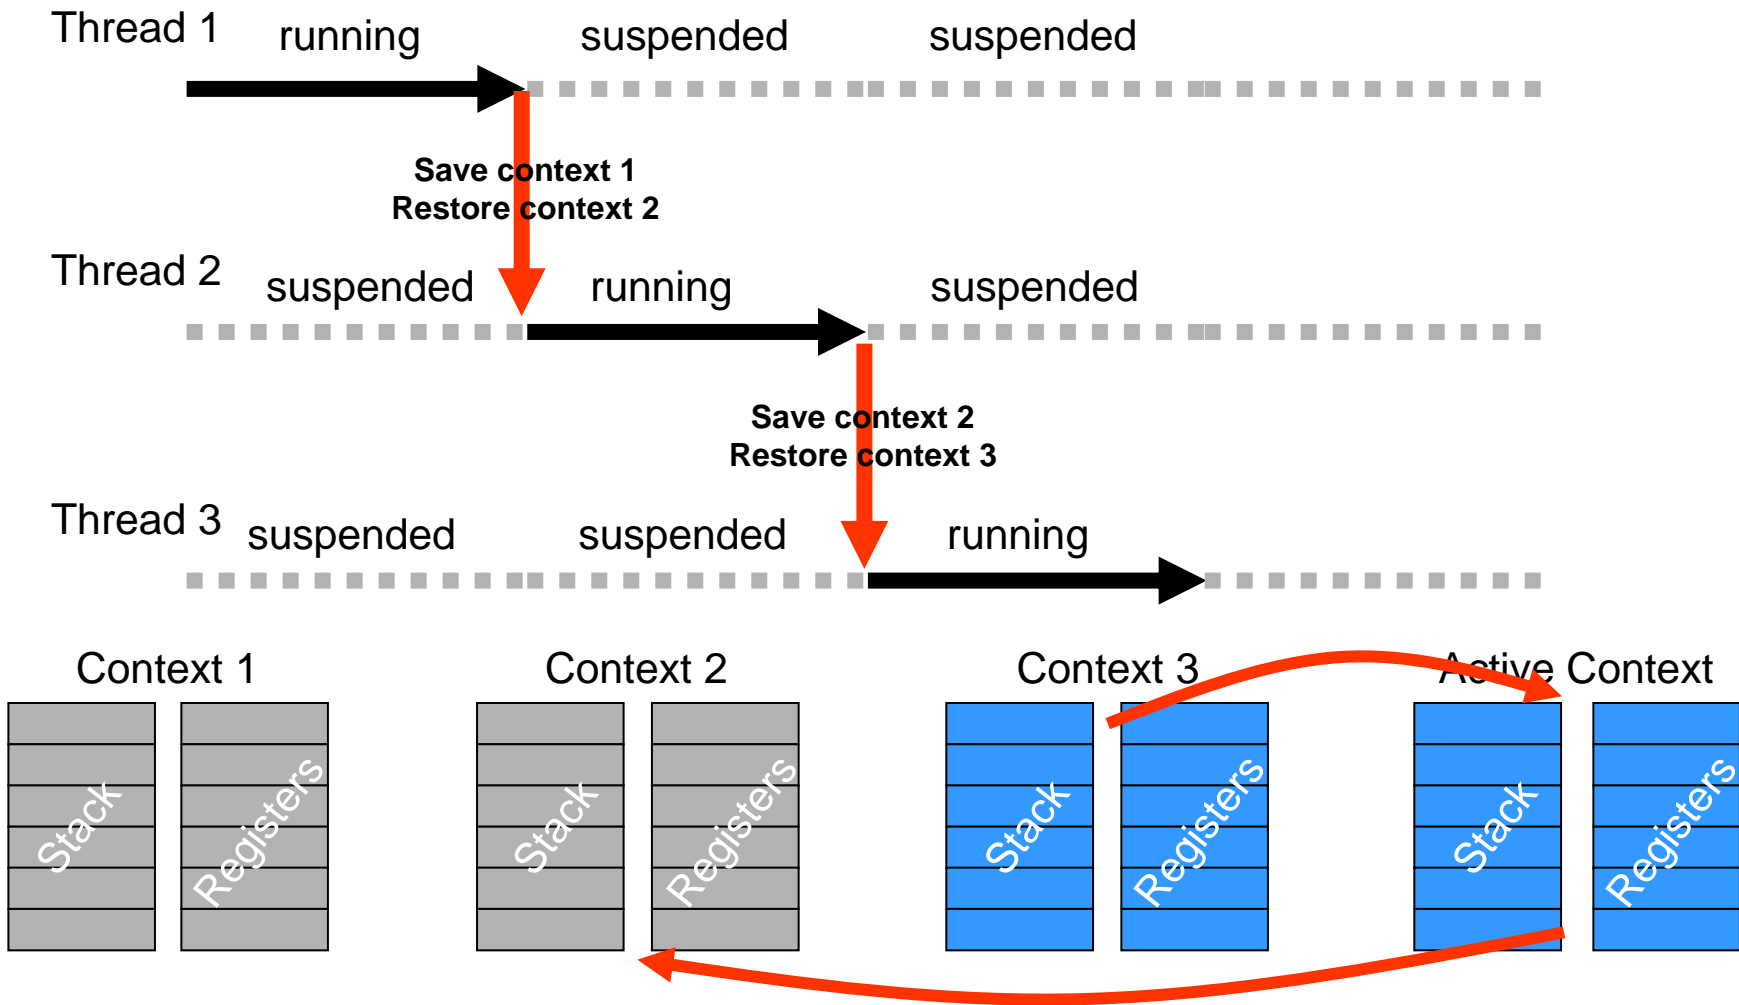 Thread 1
running
suspended
suspended
Save context 1
Restore context 2
Thread 2
suspended
running
suspended
Save context 2
Restore context 3
Thread 3
suspended
suspended
running
Context 1
Context 2
Context 3
Active Context
Stack
Registers
Stack
Registers
Stack
Registers
Stack
Registers